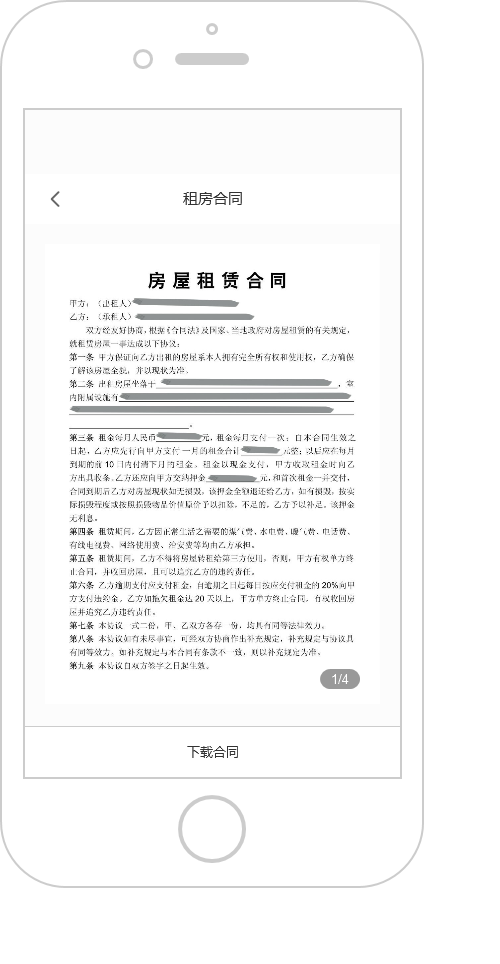 租房合同
房屋租赁合同
甲方：（出租人）
乙方：（承租人）
双方经友好协商，根据《合同法》及国家、当地政府对房屋租赁的有关规定，
就租赁房屋一事达成以下协议：
第一条 甲方保证向乙方出租的房屋系本人拥有完全所有权和使用权，乙方确保
了解该房屋全貌，并以现状为准。
第二条 出租房屋坐落于 ，室
内附属设施有
。
第三条 租金每月人民币 元，租金每月支付一次；自本合同生效之
日起，乙方应先行向甲方支付一月的租金合计 元整；以后应在每月
到期的前 10 日内付清下月的租金。租金以现金支付，甲方收取租金时向乙
方出具收条。乙方还应向甲方交纳押金 元，和首次租金一并交付，
合同到期后乙方对房屋现状如无损毁，该押金全额退还给乙方，如有损毁，按实
际损毁程度或按照损毁物品价值原价予以扣除，不足的，乙方予以补足。该押金
无利息。
第四条 租赁期间，乙方因正常生活之需要的煤气费、水电费、暖气费、电话费、
有线电视费、网络使用费、治安费等均由乙方承担。
第五条 租赁期间，乙方不得将房屋转租给第三方使用，否则，甲方有权单方终
止合同，并收回房屋，且可以追究乙方的违约责任。
第六条 乙方逾期支付应支付租金，自逾期之日起每日按应交付租金的 20%向甲
方支付违约金。乙方如拖欠租金达 20 天以上，甲方单方终止合同，有权收回房
屋并追究乙方违约责任。
第七条 本协议一式二份，甲、乙双方各存一份，均具有同等法律效力。
第八条 本协议如有未尽事宜，可经双方协商作出补充规定，补充规定与协议具
有同等效力。如补充规定与本合同有条款不一致，则以补充规定为准。
第九条 本协议自双方签字之日起生效。
1/4
下载合同